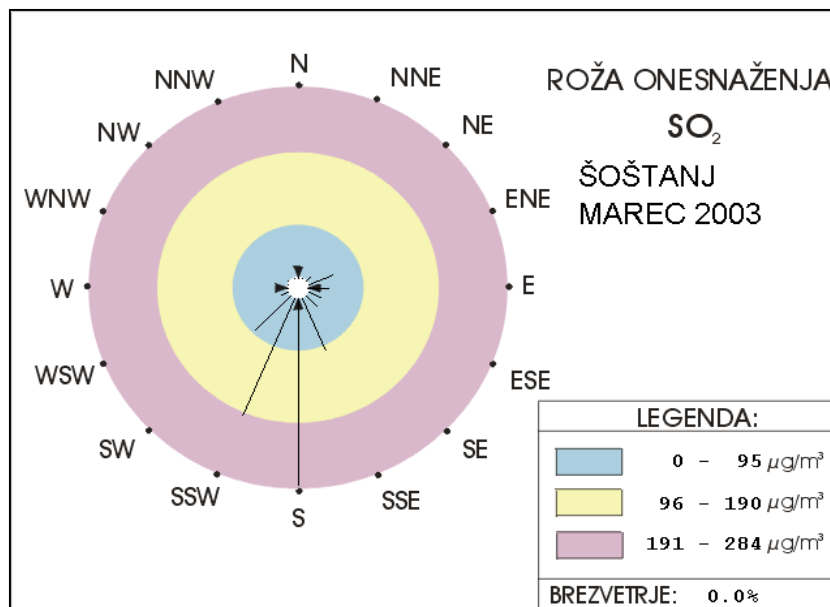 ROŽA ONESNAŽENJA
SO₂
ŠOŠTANJ
MAREC 2003
N
NNE
NE
ENE
E
ESE
SE
SSE
S
SSW
SW
WSW
W
WNW
NW
NNW
LEGENDA:
0 - 95 µg/m³
96 - 190 µg/m³
191 - 284 µg/m³
BREZVETRJE: 0.0%